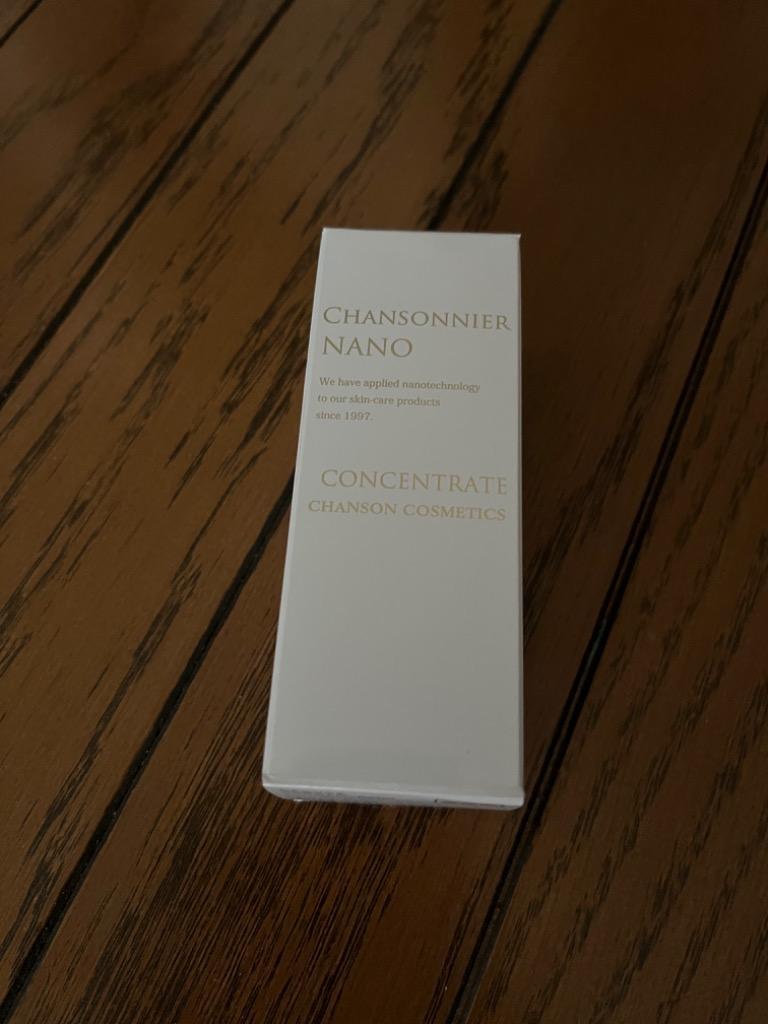 CHANSONNIER
NANO
We have applied nanotechnology
to our skin-care products
since 1997.
CONCENTRATE
CHANSON COSMETICS